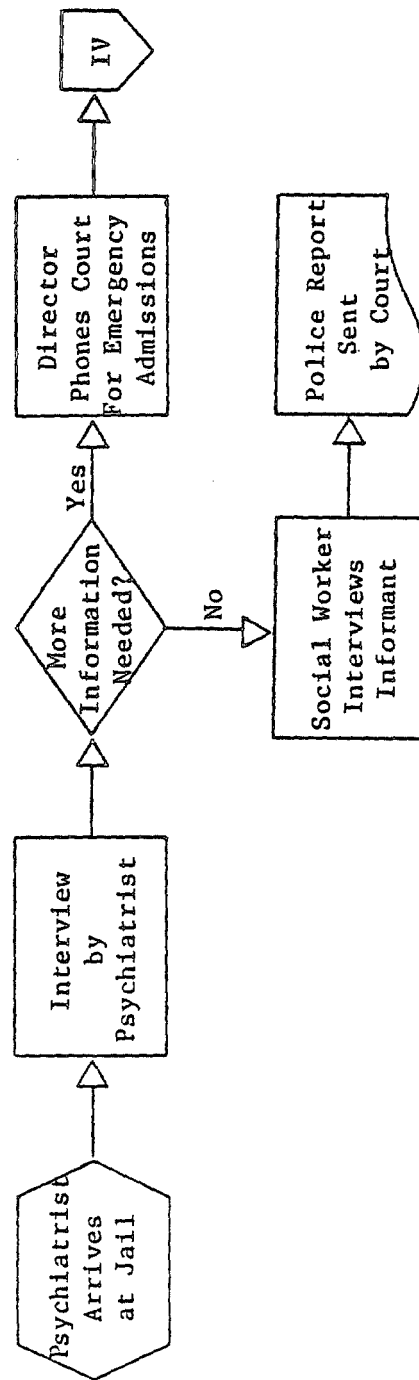 Psychiatrist
Arrives
at Jail
Interview
by
Psychiatrist
More
Information
Needed?
Yes
Director
Phones Court
For Emergency
Admissions
IV
No
Social Worker
Interviews
Informant
Police Report
Sent
by Court